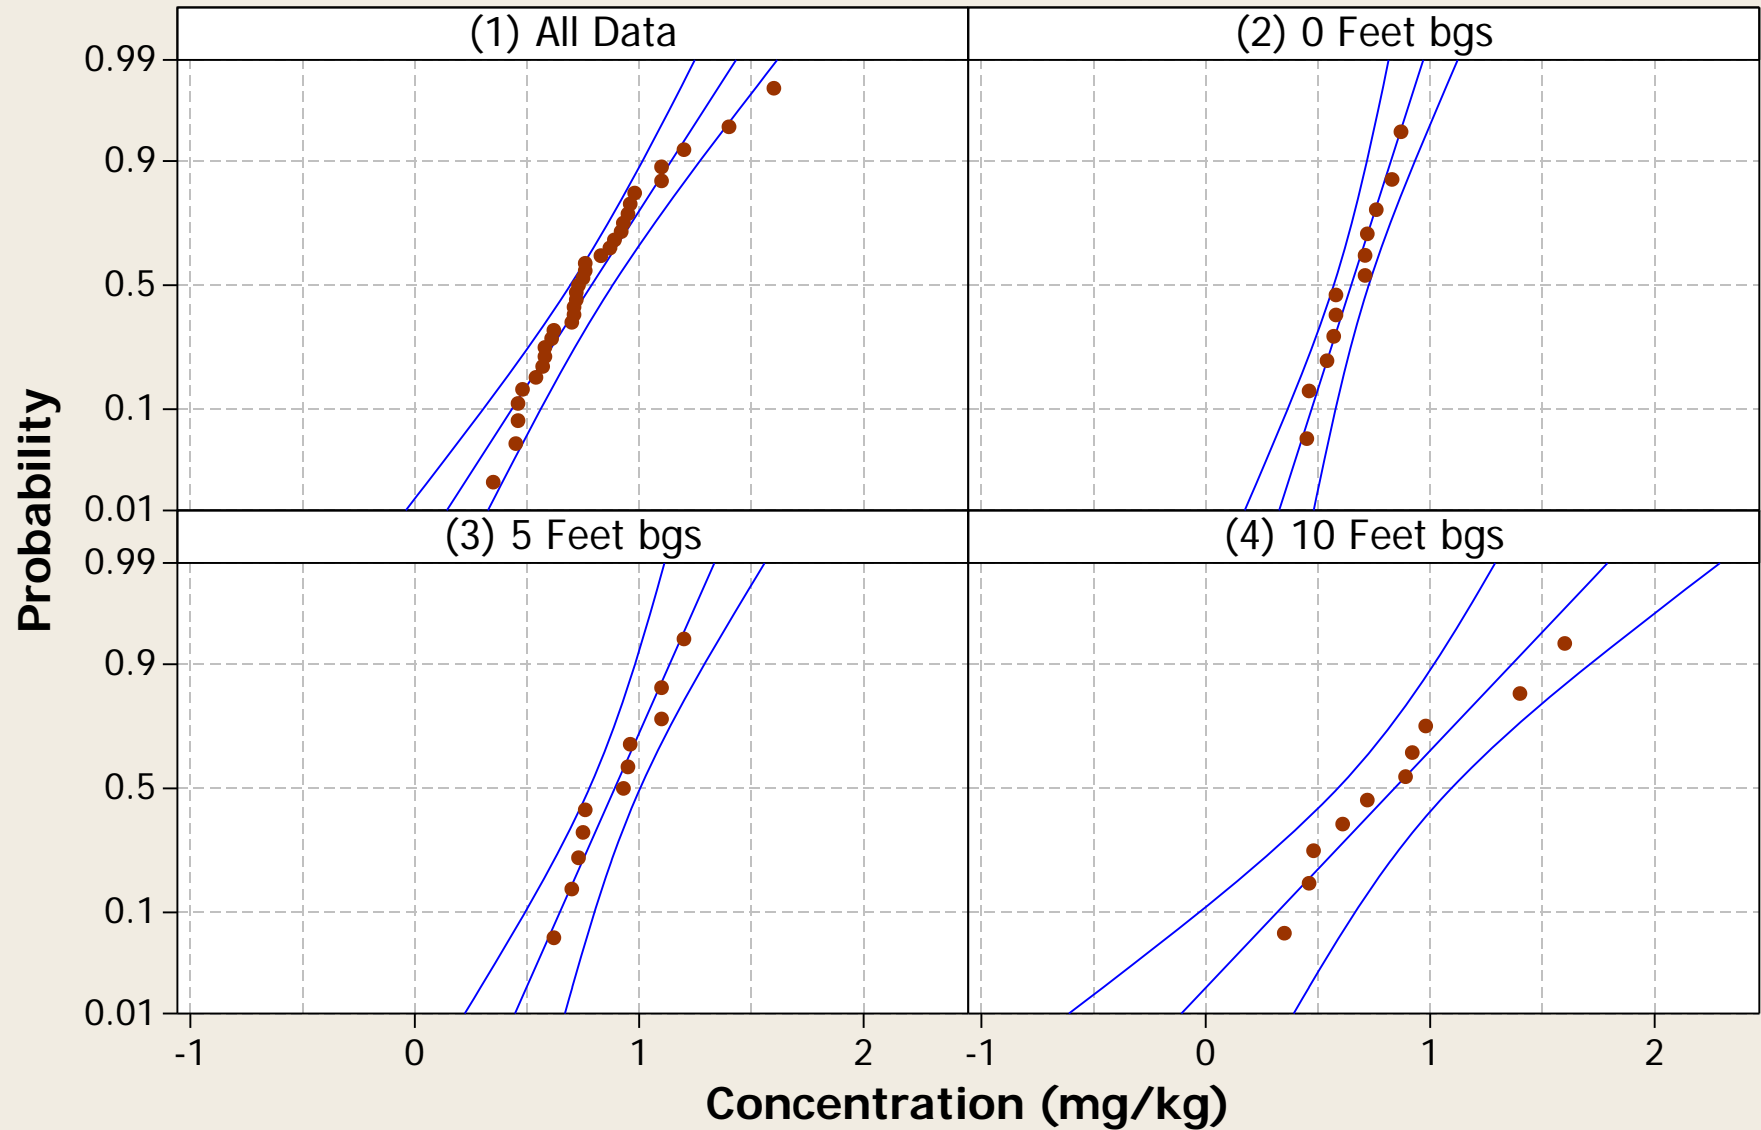 (1) All Data
(2) 0 Feet bgs
0.99
0.9
0.5
0.1
0.01
(3) 5 Feet bgs
(4) 10 Feet bgs
0.99
0.9
0.5
0.1
0.01
Probability
-1 0 1 2 -1 0 1 2
Concentration (mg/kg)